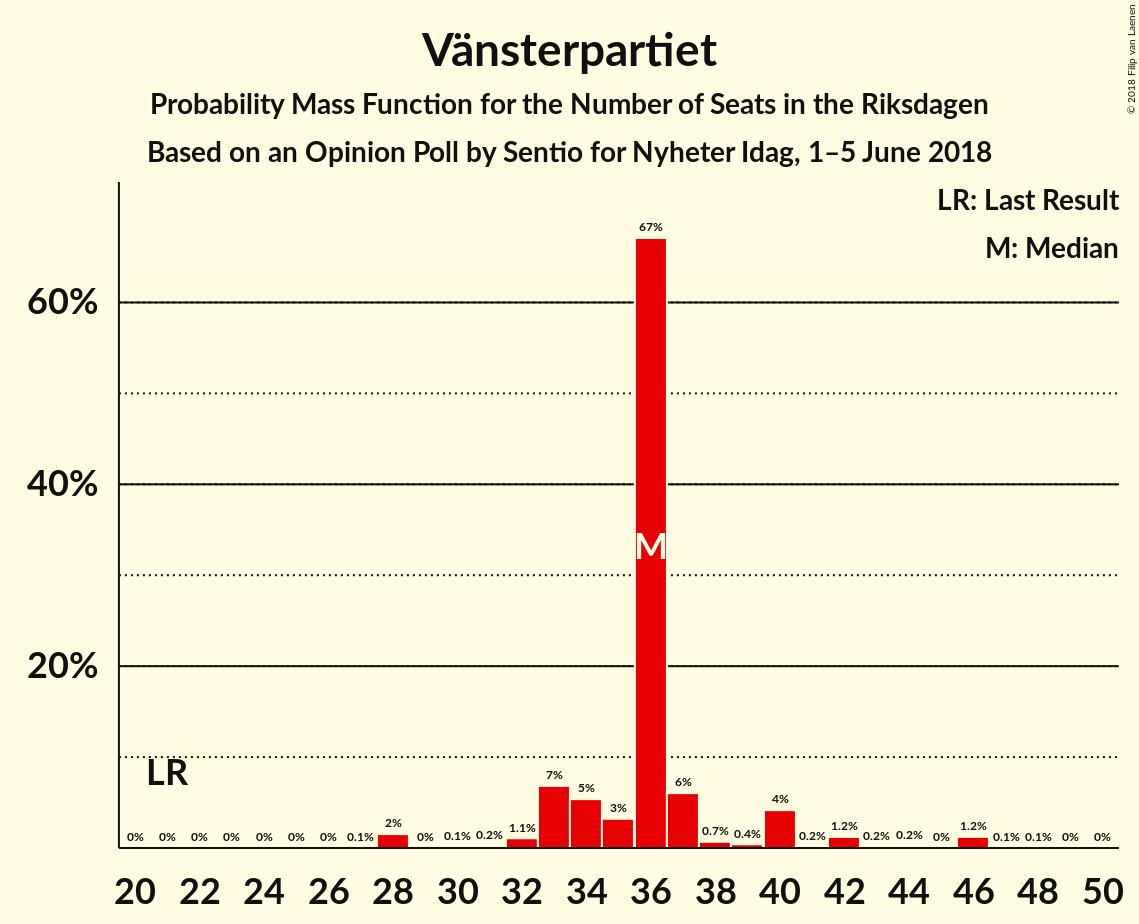 Vänsterpartiet
Probability Mass Function for the Number of Seats in the Riksdagen
Based on an Opinion Poll by Sentio for Nyheter Idag, 1–5 June 2018
© 2018 Filip van Laenen
LR: Last Result
M: Median
67%
60%
40%
M
20%
LR
7% 5% 3% 6% 4%
0% 0% 0% 0% 0% 0% 0% 0.1% 2% 0% 0.1% 0.2% 1.1% 0.7% 0.4% 0.2% 1.2% 0.2% 0.2% 0% 1.2% 0.1% 0.1% 0% 0%
20 22 24 26 28 30 32 34 36 38 40 42 44 46 48 50